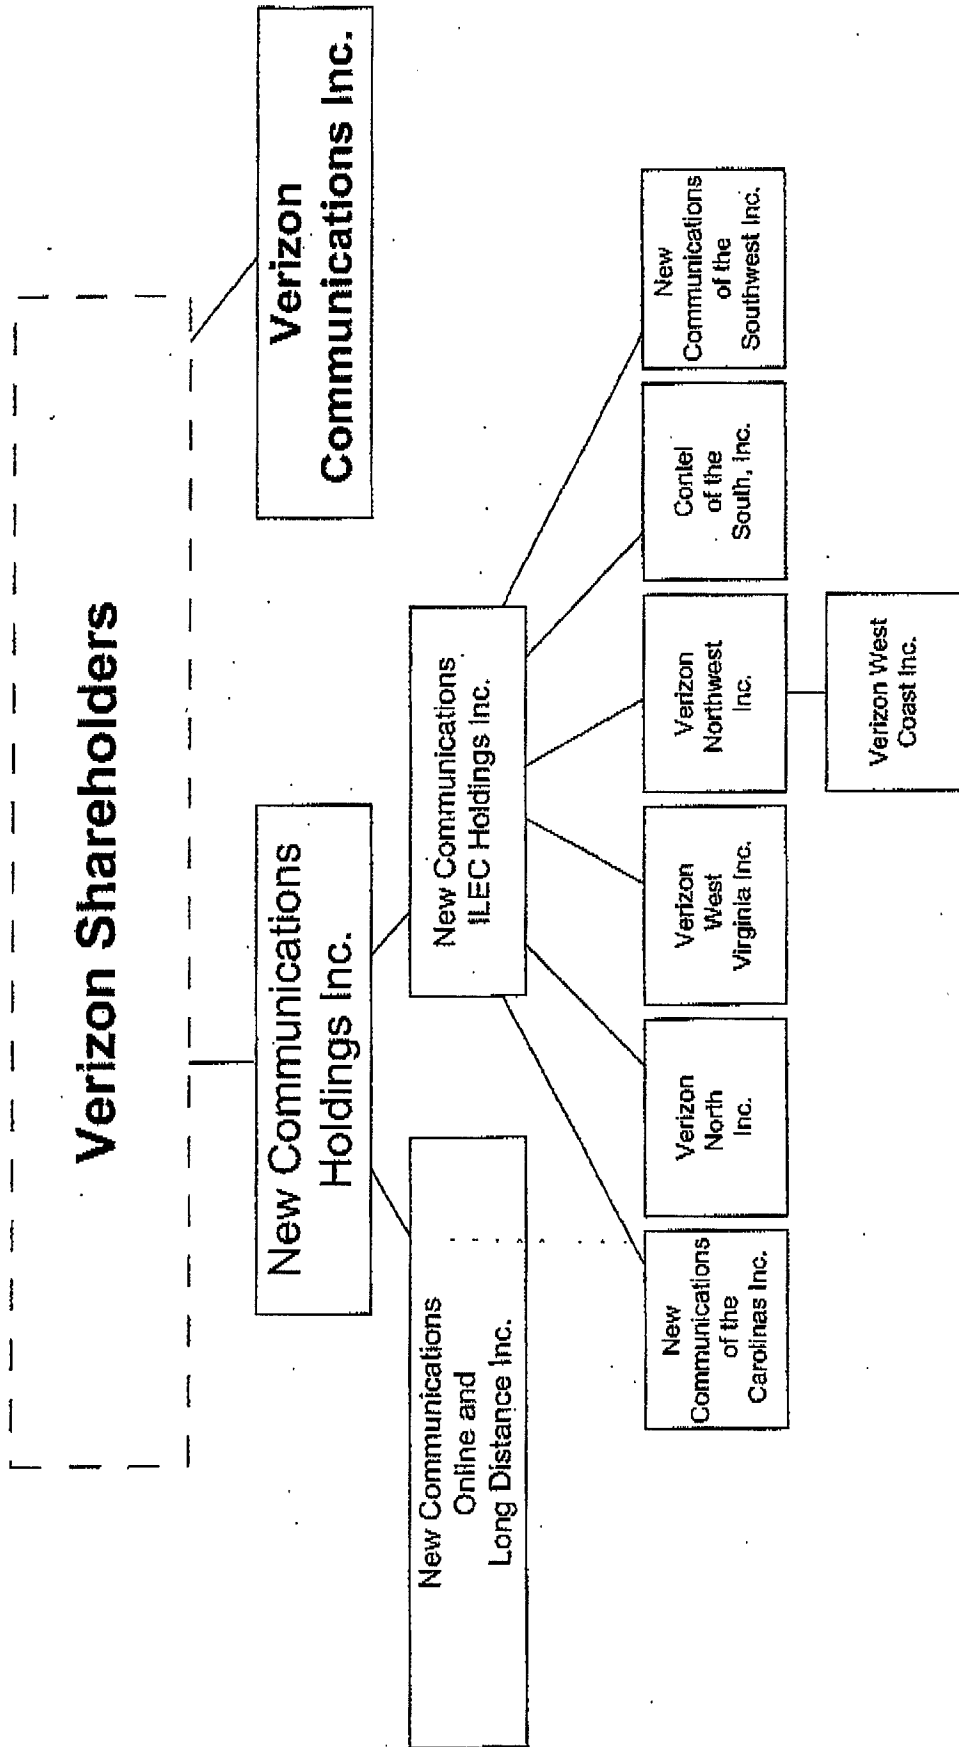 Verizon Shareholders
New Communications
Holdings Inc.
Verizon
Communications Inc.
New Communications
Online and
Long Distance Inc.
New Communications
ILEC Holdings Inc.
New
Communications
of the
Carolinas Inc.
Verizon
North
Inc.
Verizon
West
Virginia Inc.
Verizon
Northwest
Inc.
Contel
of the
South, Inc.
New
Communications
of the
Southwest Inc.
Verizon West
Coast Inc.